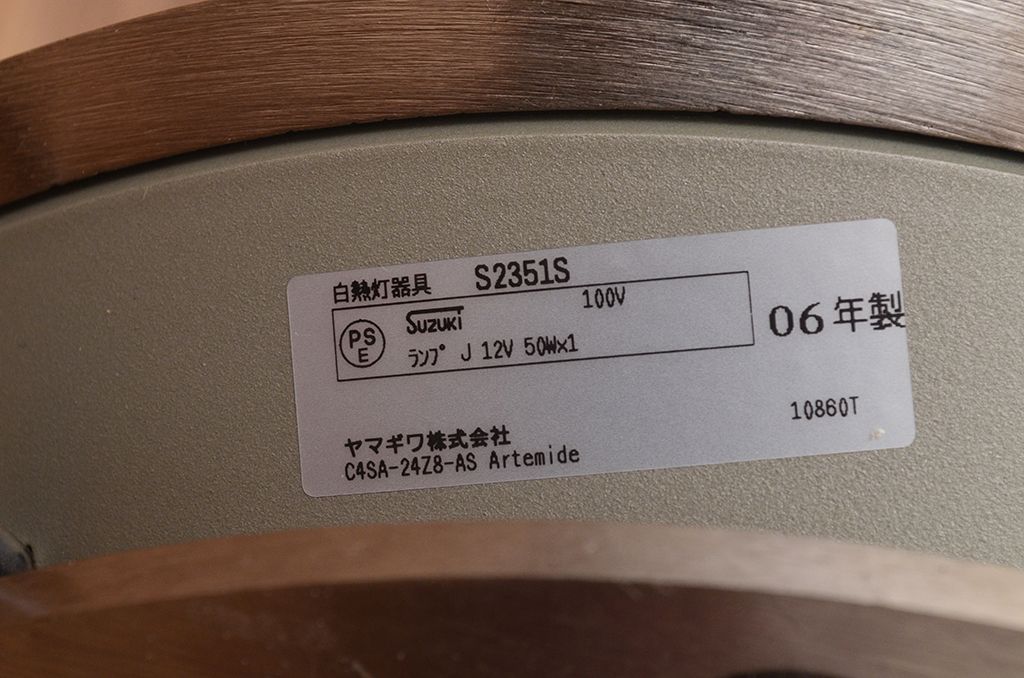 白熱灯器具 S2351S
PS E
SUZUKI 100V
ランプ J 12V 50W×1
06年製
10860T
ヤマギワ株式会社
C4SA-24Z8-AS Artemide